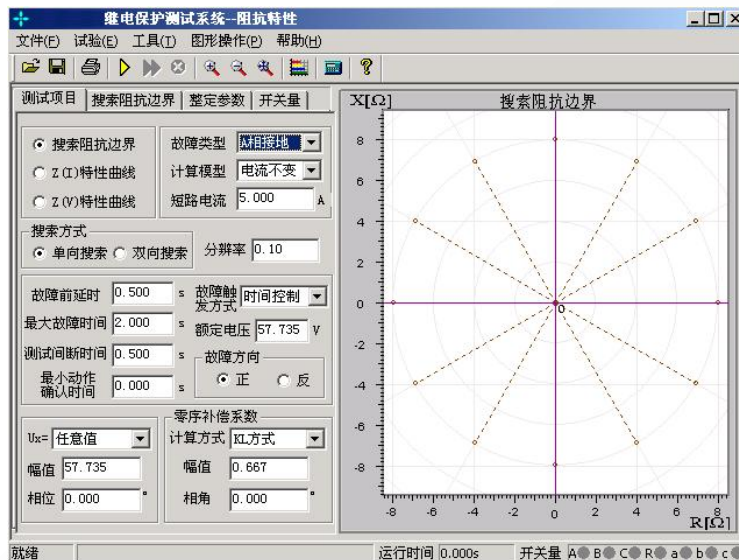 继电保护测试系统--阻抗特性
文件(F) 试验(E) 工具(T) 图形操作(P) 帮助(H)
测试项目 搜索阻抗边界 整定参数 开关量
搜索阻抗边界
Z(I)特性曲线
Z(V)特性曲线
故障类型 A相接地
计算模型 电流不变
短路电流 5.000 A
搜索方式
单向搜索 双向搜索
分辨率 0.10
故障前延时 0.500 s
故障触发方式 时间控制
最大故障时间 2.000 s
额定电压 57.735 V
测试间断时间 0.500 s
故障方向
正 反
最小动作
确认时间 0.000 s
Ux= 任意值
幅值 57.735
相位 0.000 °
零序补偿系数
计算方式 KL方式
幅值 0.667
相角 0.000 °
X[Ω] 搜索阻抗边界
8
6
4
2
0
0
-2
-4
-6
-8
-8 -6 -4 -2 0 2 4 6 8
R[Ω]
就绪 运行时间 0.000s 开关量 A B C R a b c